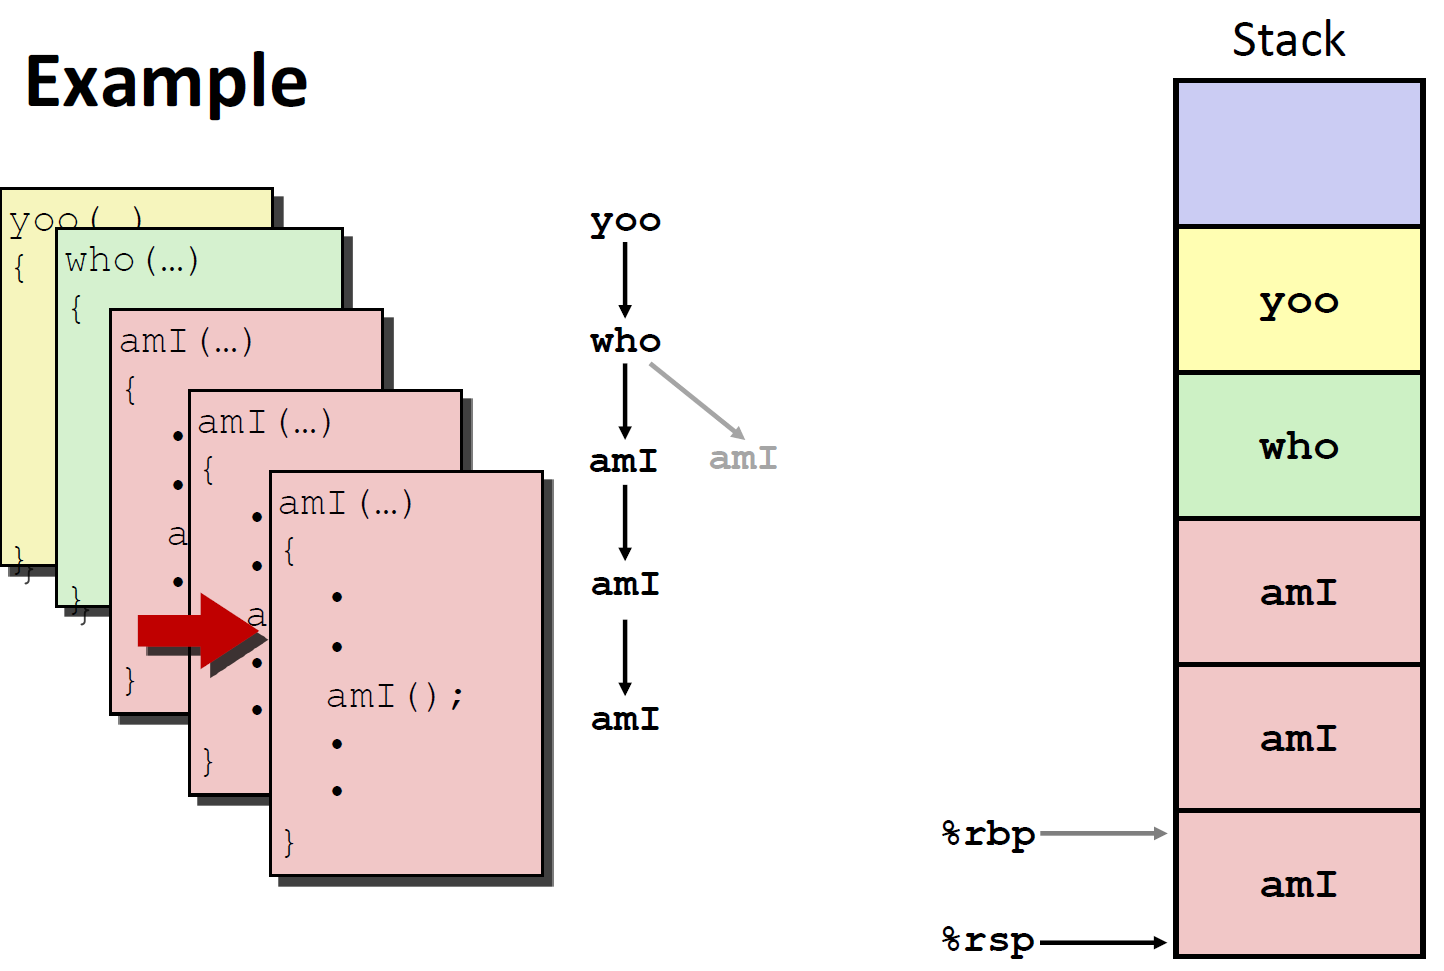 Example
Stack
yoo( )
{
}
who(…)
{
}
amI(…)
{
•
•
a
•
}
amI(…)
{
•
•
a
•
•
}
amI(…)
{
•
•
amI();
•
•
}
yoo
who
amI amI
amI
amI
yoo
who
amI
amI
amI
%rbp
%rsp